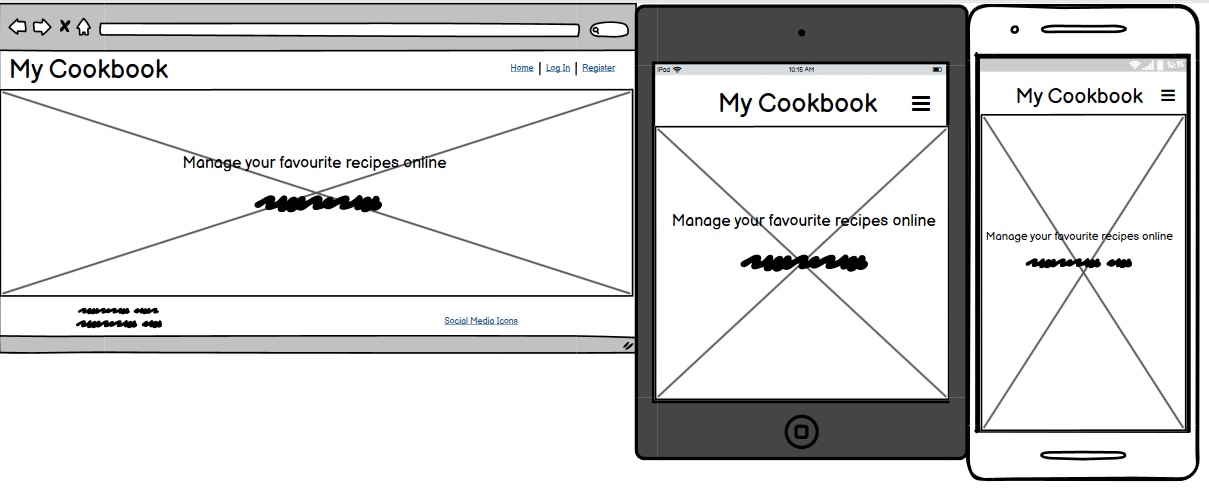 My Cookbook
Home | Log In | Register
Manage your favourite recipes online
Social Media Icons
iPad 10:15 AM
My Cookbook
Manage your favourite recipes online
10:15
My Cookbook
Manage your favourite recipes online